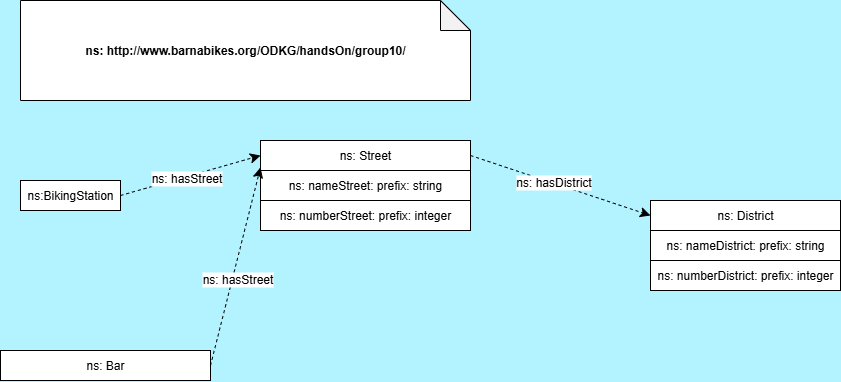 ns: http://www.barnabikes.org/ODKG/handsOn/group10/
ns: Street
ns: hasStreet
ns: hasDistrict
ns:BikingStation
ns: nameStreet: prefix: string
ns: numberStreet: prefix: integer
ns: District
ns: nameDistrict: prefix: string
ns: hasStreet
ns: numberDistrict: prefix: integer
ns: Bar